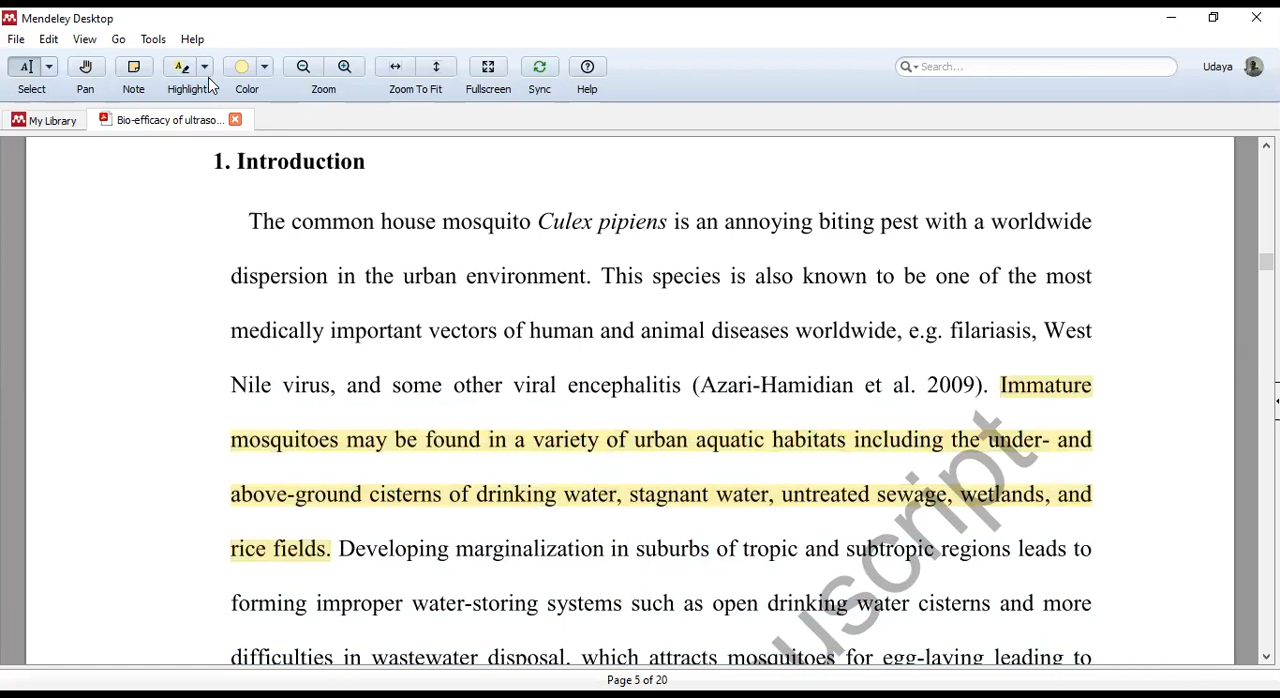 Mendeley Desktop
File Edit View Go Tools Help
Select Pan Note Highlight Color Zoom Zoom To Fit Fullscreen Sync Help
Search...
Udaya
My Library
Bio-efficacy of ultraso...
1. Introduction
The common house mosquito Culex pipiens is an annoying biting pest with a worldwide
dispersion in the urban environment. This species is also known to be one of the most
medically important vectors of human and animal diseases worldwide, e.g. filariasis, West
Nile virus, and some other viral encephalitis (Azari-Hamidian et al. 2009). Immature
mosquitoes may be found in a variety of urban aquatic habitats including the under- and
above-ground cisterns of drinking water, stagnant water, untreated sewage, wetlands, and
rice fields. Developing marginalization in suburbs of tropic and subtropic regions leads to
forming improper water-storing systems such as open drinking water cisterns and more
difficulties in wastewater disposal, which attracts mosquitoes for egg-laying leading to
uscript
Page 5 of 20